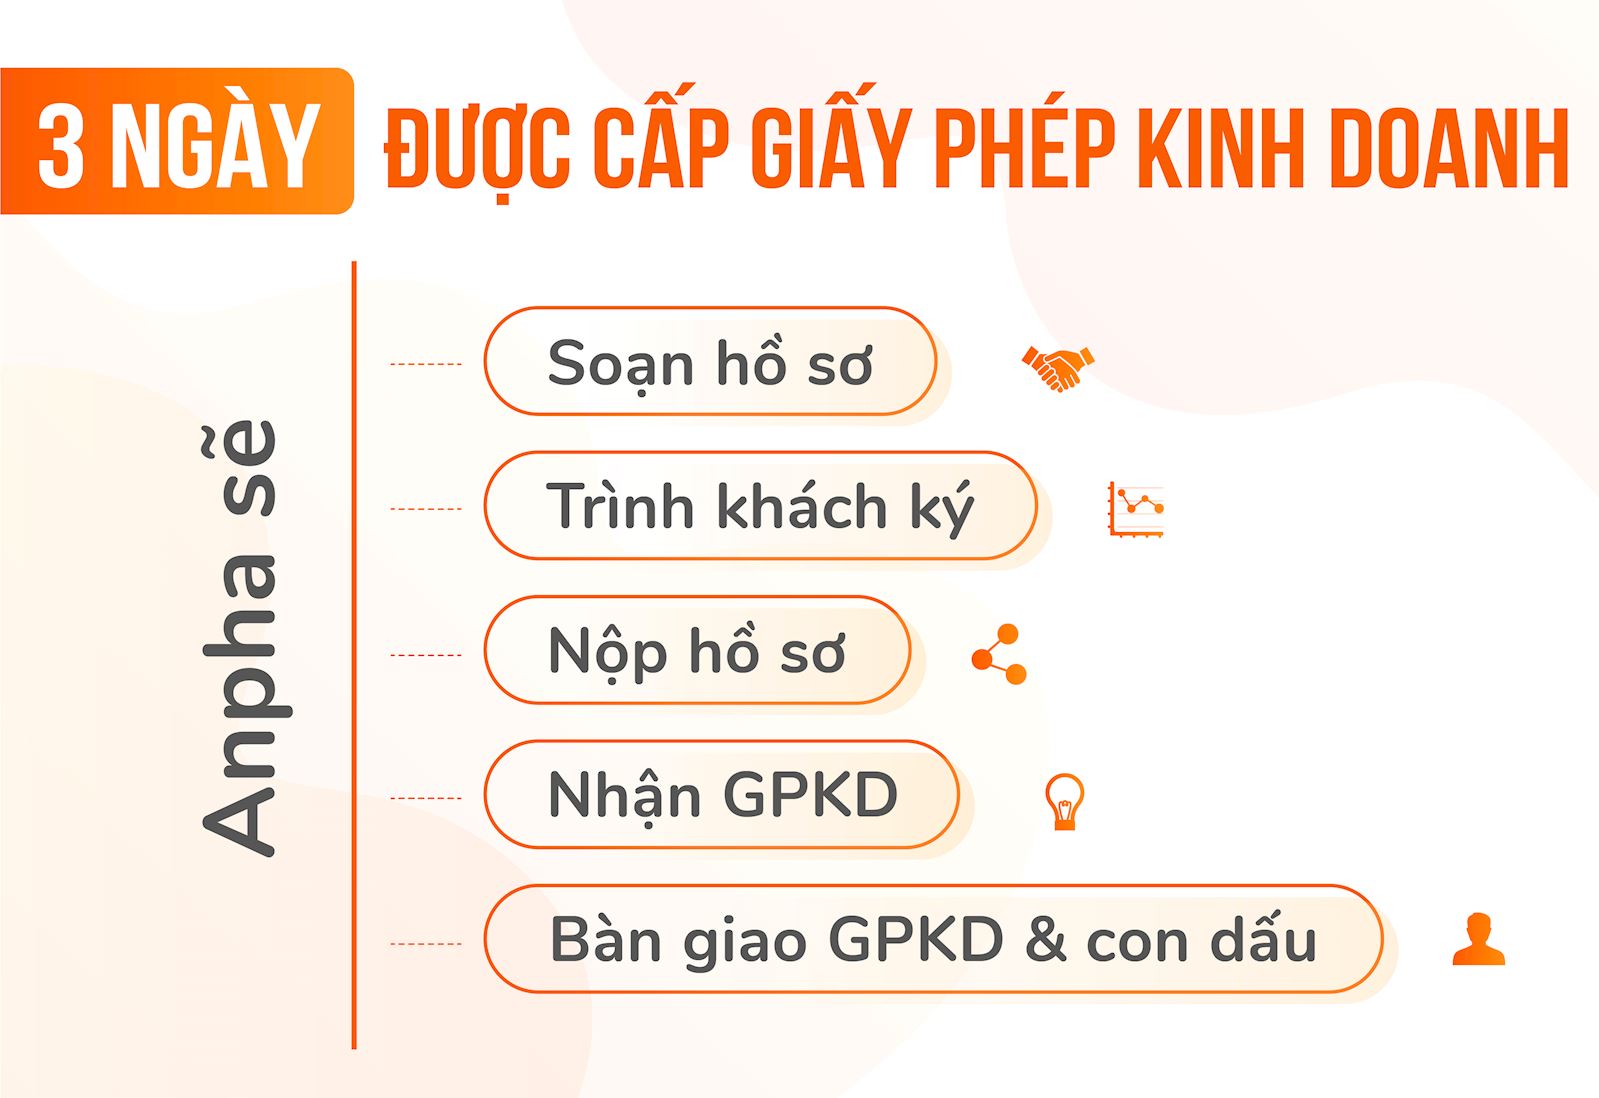 3 NGÀY ĐƯỢC CẤP GIẤY PHÉP KINH DOANH
Anpha sẽ
Soạn hồ sơ
Trình khách ký
Nộp hồ sơ
Nhận GPKD
Bàn giao GPKD & con dấu